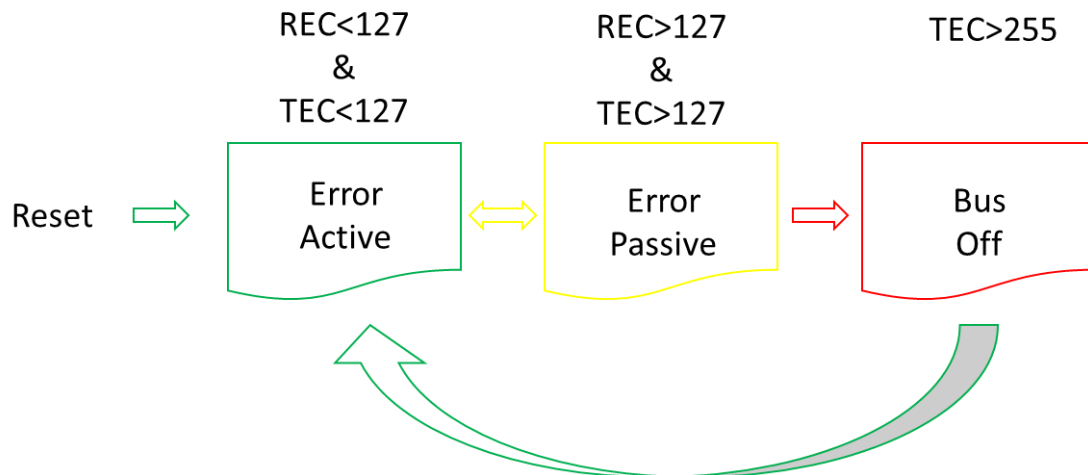 REC<127
&
TEC<127
REC>127
&
TEC>127
TEC>255
Reset
Error
Active
Error
Passive
Bus
Off